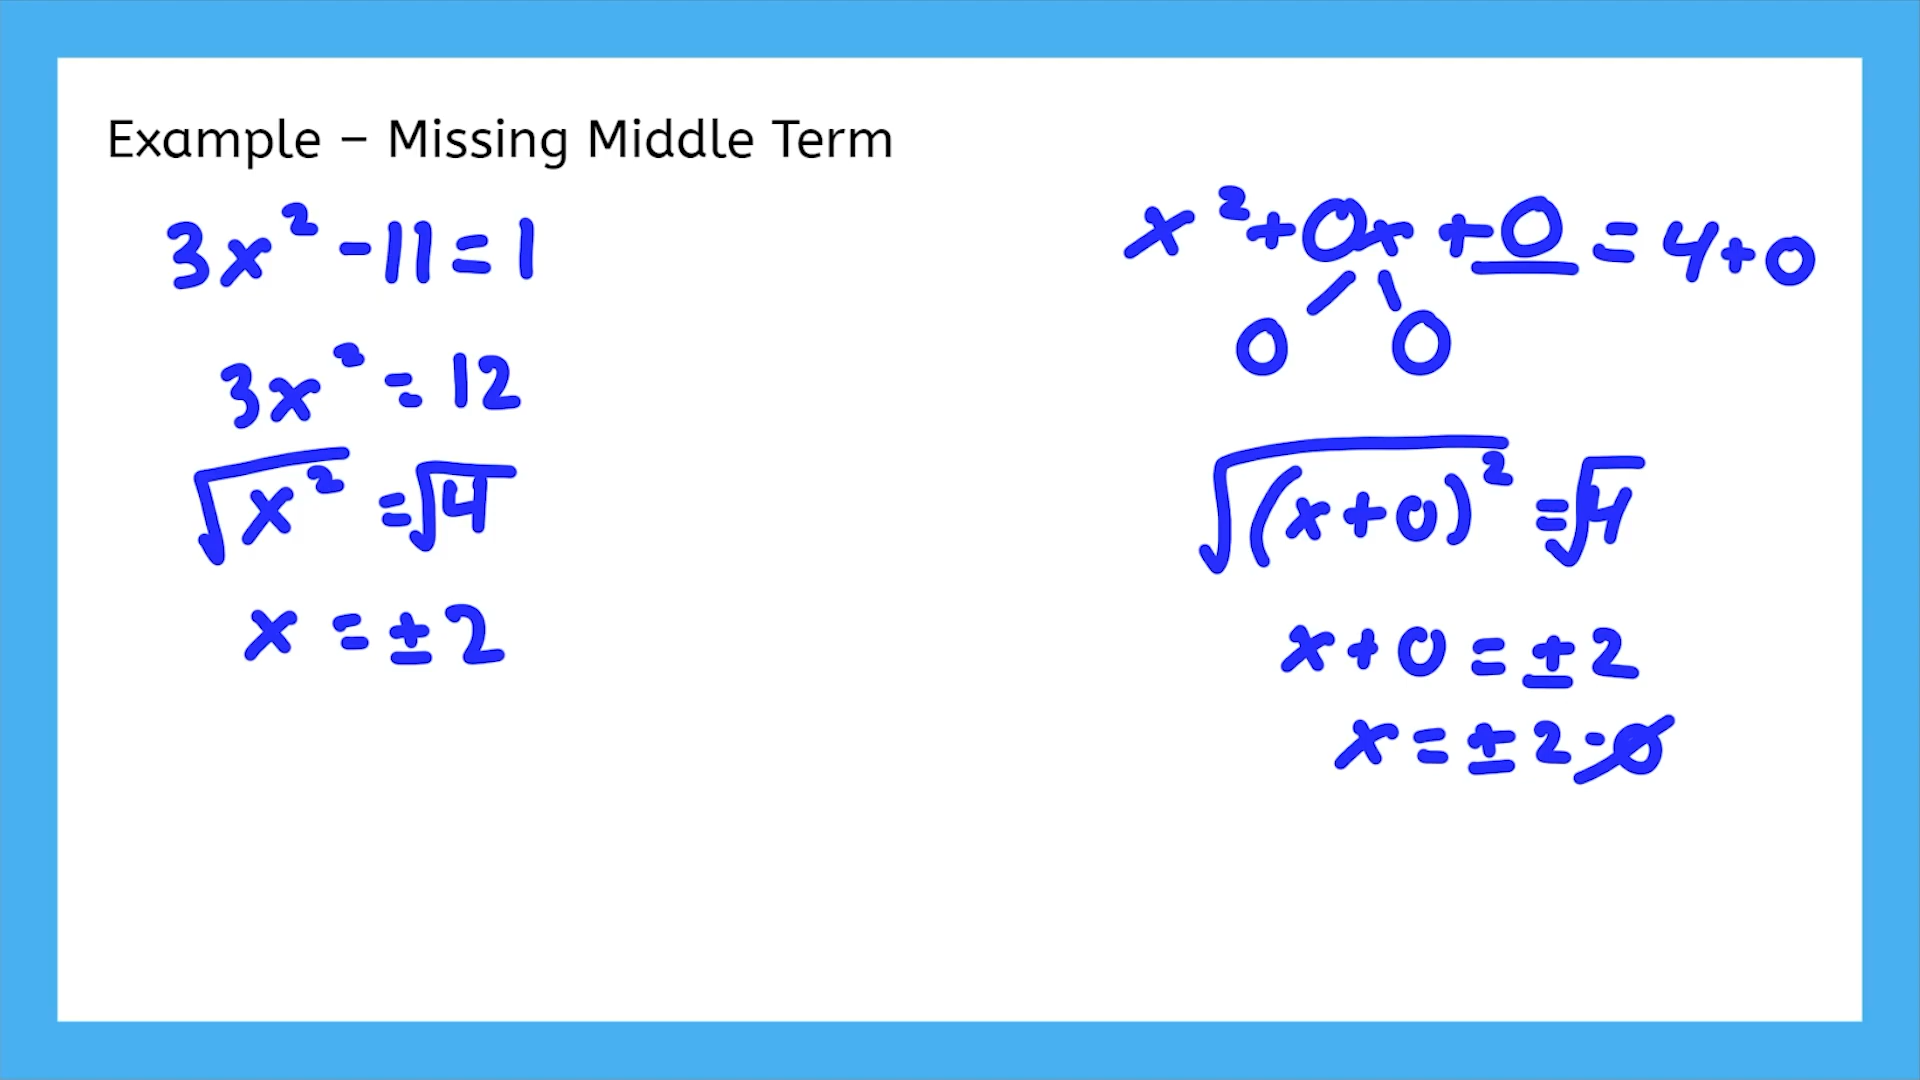 Example – Missing Middle Term
3x² -11 = 1
3x² = 12
√x² = √4
x = ±2
x² + 0x + 0 = 4 + 0
0 0
√(x+0)² = √4
x + 0 = ±2
x = ±2 - 0